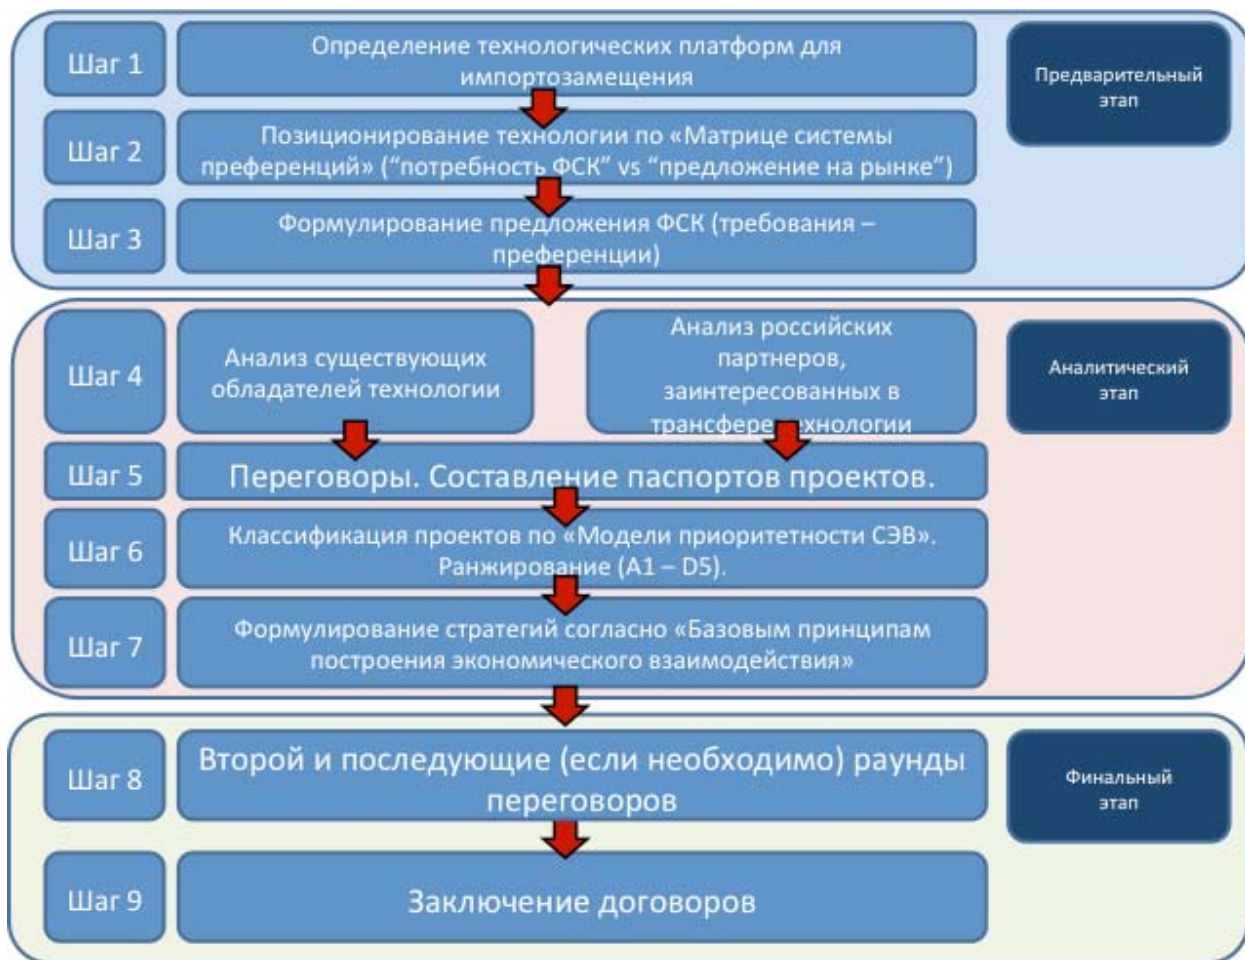 Шаг 1
Определение технологических платформ для
импортозамещения
Предварительный
этап
Шаг 2
Позиционирование технологии по «Матрице системы
преференций» (“потребность ФСК” vs “предложение на рынке”)
Шаг 3
Формулирование предложения ФСК (требования –
преференции)
Шаг 4
Анализ существующих
обладателей технологии
Анализ российских
партнеров,
заинтересованных в
трансфере технологии
Аналитический
этап
Шаг 5
Переговоры. Составление паспортов проектов.
Шаг 6
Классификация проектов по «Модели приоритетности СЭВ».
Ранжирование (A1 – D5).
Шаг 7
Формулирование стратегий согласно «Базовым принципам
построения экономического взаимодействия»
Шаг 8
Второй и последующие (если необходимо) раунды
переговоров
Финальный
этап
Шаг 9
Заключение договоров